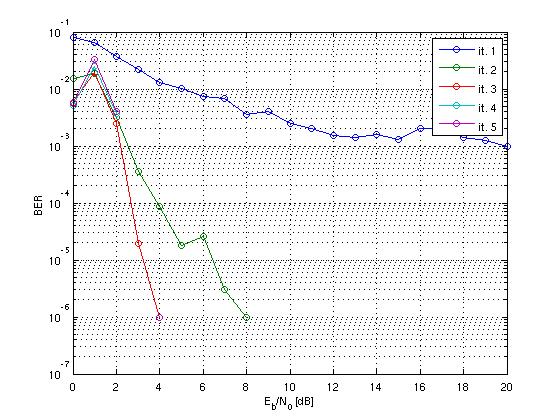 10^-1
10^-2
10^-3
10^-4
10^-5
10^-6
10^-7
BER
it. 1
it. 2
it. 3
it. 4
it. 5
0 2 4 6 8 10 12 14 16 18 20
E_b/N_0 [dB]